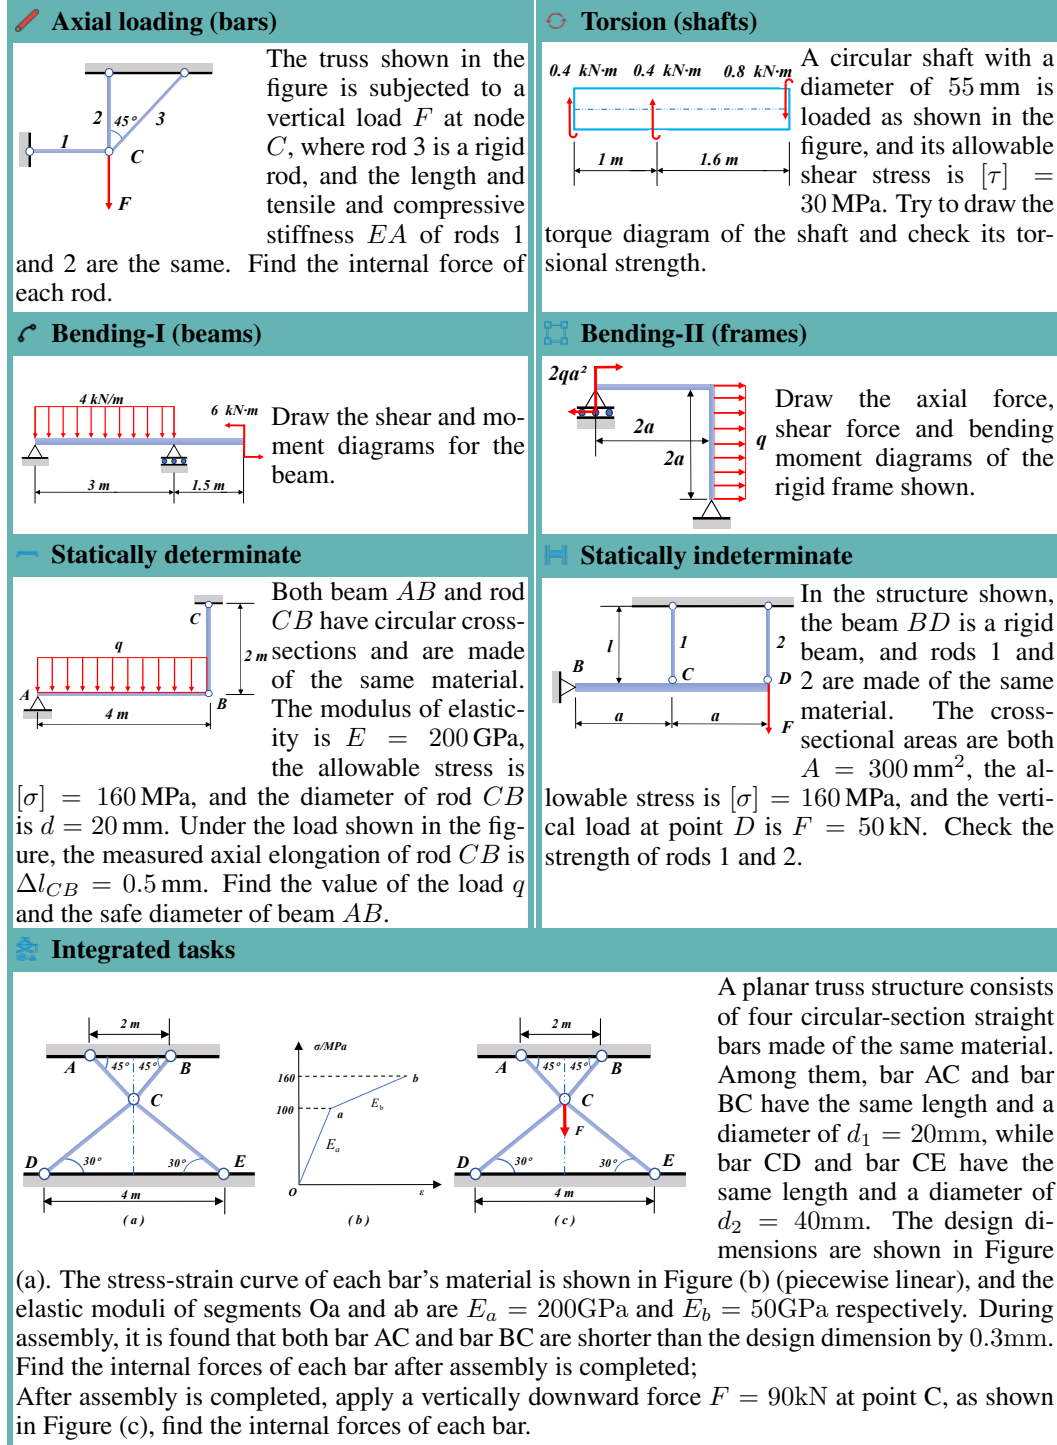 Axial loading (bars)
2
45°
3
1
C
F
The truss shown in the
figure is subjected to a
vertical load F at node
C, where rod 3 is a rigid
rod, and the length and
tensile and compressive
stiffness EA of rods 1
and 2 are the same. Find the internal force of
each rod.
Torsion (shafts)
0.4 kN·m 0.4 kN·m 0.8 kN·m
1 m
1.6 m
A circular shaft with a
diameter of 55 mm is
loaded as shown in the
figure, and its allowable
shear stress is [τ] =
30 MPa. Try to draw the
torque diagram of the shaft and check its tor-
sional strength.
Bending-I (beams)
4 kN/m
6 kN·m
3 m
1.5 m
Draw the shear and mo-
ment diagrams for the
beam.
Bending-II (frames)
2qa²
2a
2a
q
Draw the axial force,
shear force and bending
moment diagrams of the
rigid frame shown.
Statically determinate
C
q
2 m
A
B
4 m
Both beam AB and rod
CB have circular cross-
sections and are made
of the same material.
The modulus of elastic-
ity is E = 200 GPa,
the allowable stress is
[σ] = 160 MPa, and the diameter of rod CB
is d = 20 mm. Under the load shown in the fig-
ure, the measured axial elongation of rod CB is
Δl_CB = 0.5 mm. Find the value of the load q
and the safe diameter of beam AB.
Statically indeterminate
l
1
2
B
C
D
a
a
F
In the structure shown,
the beam BD is a rigid
beam, and rods 1 and
2 are made of the same
material. The cross-
sectional areas are both
A = 300 mm², the al-
lowable stress is [σ] = 160 MPa, and the verti-
cal load at point D is F = 50 kN. Check the
strength of rods 1 and 2.
Integrated tasks
2 m
A
45°
45°
B
C
D
30°
30°
E
4 m
(a)
σ/MPa
160
b
100
a
E_b
E_a
O
ε
(b)
2 m
A
45°
45°
B
C
F
D
30°
30°
E
4 m
(c)
A planar truss structure consists
of four circular-section straight
bars made of the same material.
Among them, bar AC and bar
BC have the same length and a
diameter of d₁ = 20mm, while
bar CD and bar CE have the
same length and a diameter of
d₂ = 40mm. The design di-
mensions are shown in Figure
(a). The stress-strain curve of each bar's material is shown in Figure (b) (piecewise linear), and the
elastic moduli of segments Oa and ab are E_a = 200GPa and E_b = 50GPa respectively. During
assembly, it is found that both bar AC and bar BC are shorter than the design dimension by 0.3mm.
Find the internal forces of each bar after assembly is completed;
After assembly is completed, apply a vertically downward force F = 90kN at point C, as shown
in Figure (c), find the internal forces of each bar.